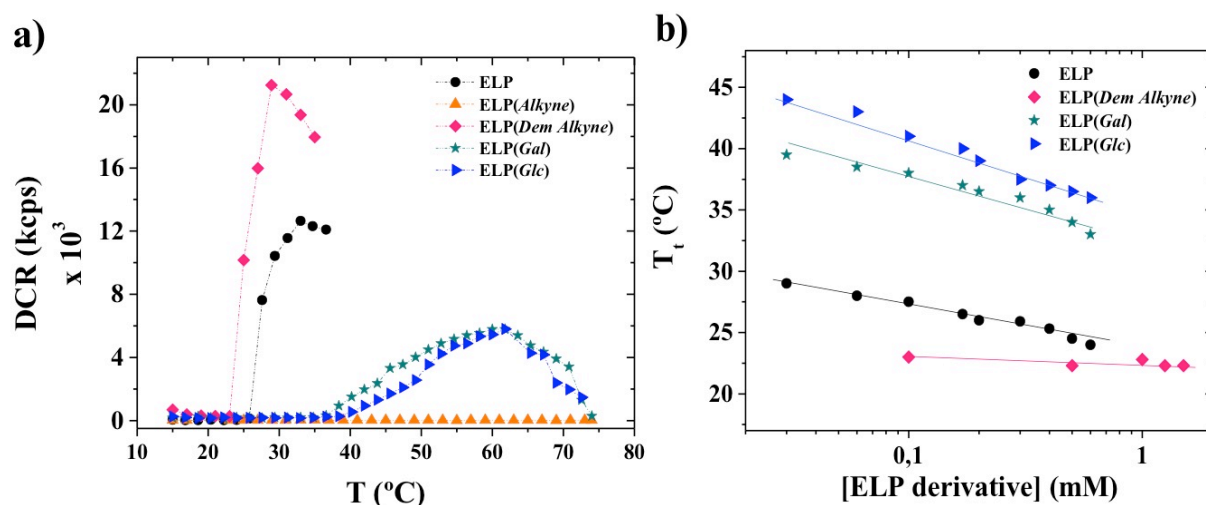 a)
DCR (kcps)
x 10³
20
16
12
8
4
0
10 20 30 40 50 60 70 80
T (ºC)
ELP
ELP(Alkyne)
ELP(Dem Alkyne)
ELP(Gal)
ELP(Glc)
b)
Tt (ºC)
45
40
35
30
25
20
0,1 1
[ELP derivative] (mM)
ELP
ELP(Dem Alkyne)
ELP(Gal)
ELP(Glc)